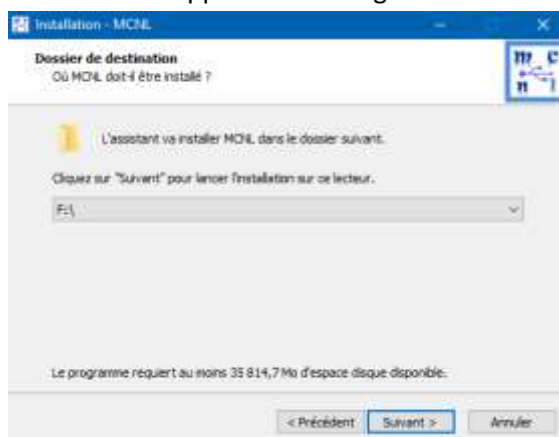 Installation - MCNL
Dossier de destination
Où MCNL doit-il être installé ?
m c
n l
L'assistant va installer MCNL dans le dossier suivant.
Cliquez sur "Suivant" pour lancer l'installation sur ce lecteur.
F:\
Le programme requiert au moins 35 814,7 Mo d'espace disque disponible.
< Précédent Suivant > Annuler